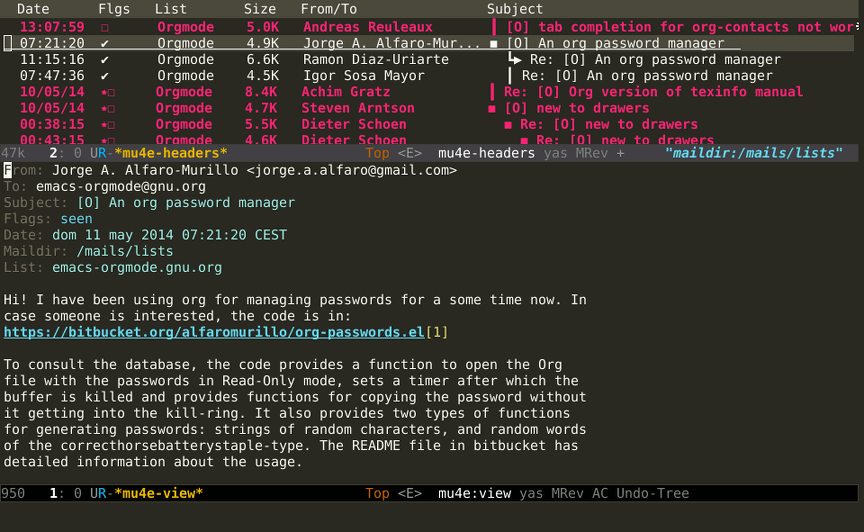 Date Flgs List Size From/To Subject
13:07:59 □ Orgmode 5.0K Andreas Reuleaux ┃ [O] tab completion for org-contacts not wor
07:21:20 ✔ Orgmode 4.9K Jorge A. Alfaro-Mur... ■ [O] An org password manager
11:15:16 ✔ Orgmode 6.6K Ramon Diaz-Uriarte ┗▶ Re: [O] An org password manager
07:47:36 ✔ Orgmode 4.5K Igor Sosa Mayor ┃ Re: [O] An org password manager
10/05/14 ★□ Orgmode 8.4K Achim Gratz ┃ Re: [O] Org version of texinfo manual
10/05/14 ★□ Orgmode 4.7K Steven Arntson ■ [O] new to drawers
00:38:15 ★□ Orgmode 5.5K Dieter Schoen ■ Re: [O] new to drawers
00:43:15 ★□ Orgmode 4.6K Dieter Schoen ■ Re: [O] new to drawers
47k 2: 0 UR-*mu4e-headers* Top <E> mu4e-headers yas MRev + "maildir:/mails/lists"
From: Jorge A. Alfaro-Murillo <jorge.a.alfaro@gmail.com>
To: emacs-orgmode@gnu.org
Subject: [O] An org password manager
Flags: seen
Date: dom 11 may 2014 07:21:20 CEST
Maildir: /mails/lists
List: emacs-orgmode.gnu.org
Hi! I have been using org for managing passwords for a some time now. In
case someone is interested, the code is in:
https://bitbucket.org/alfaromurillo/org-passwords.el[1]
To consult the database, the code provides a function to open the Org
file with the passwords in Read-Only mode, sets a timer after which the
buffer is killed and provides functions for copying the password without
it getting into the kill-ring. It also provides two types of functions
for generating passwords: strings of random characters, and random words
of the correcthorsebatterystaple-type. The README file in bitbucket has
detailed information about the usage.
950 1: 0 UR-*mu4e-view* Top <E> mu4e:view yas MRev AC Undo-Tree